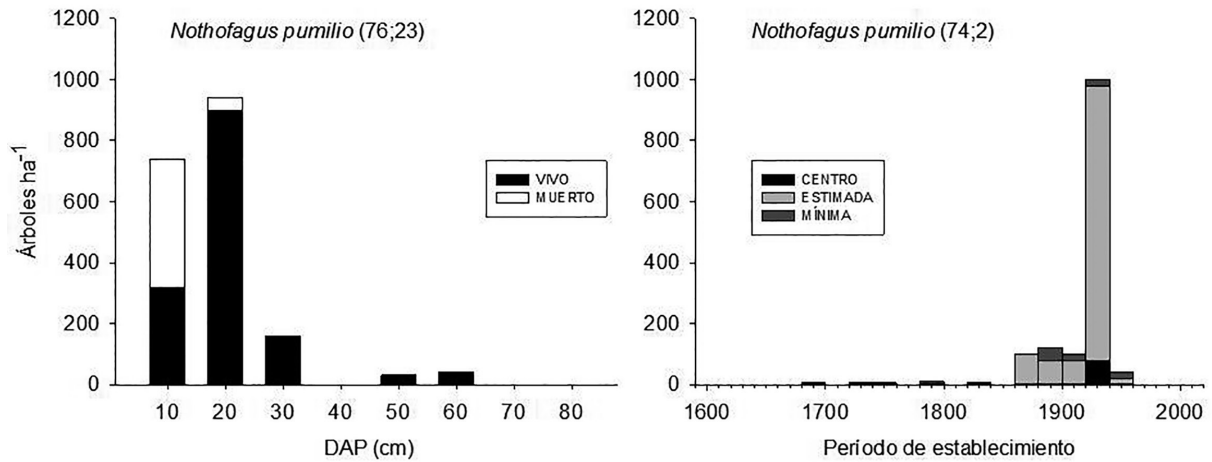 Nothofagus pumilio (76;23)
Árboles ha⁻¹
1200
1000
800
600
400
200
0
VIVO
MUERTO
10 20 30 40 50 60 70 80
DAP (cm)
Nothofagus pumilio (74;2)
1200
1000
800
600
400
200
0
CENTRO
ESTIMADA
MÍNIMA
1600 1700 1800 1900 2000
Período de establecimiento